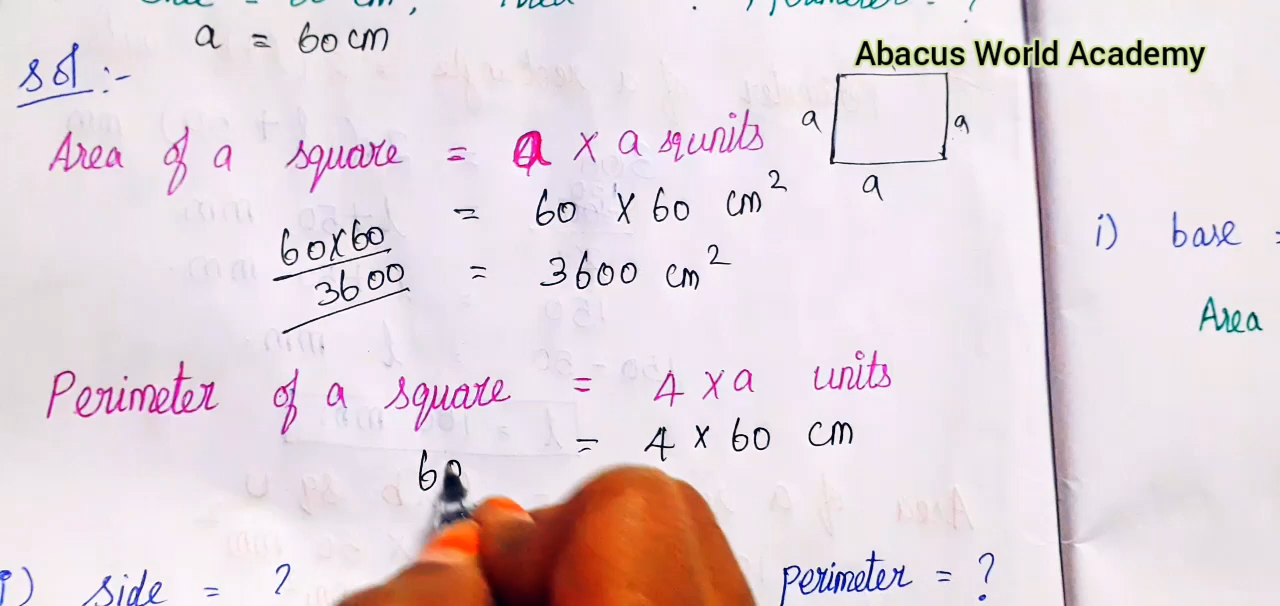 a = 60 cm
Abacus World Academy
sol :-
Area of a square = a x a squnits
a
a
a
= 60 x 60 cm²
60x60
3600
= 3600 cm²
i) base =
Area
Perimeter of a square = 4 x a units
= 4 x 60 cm
60
side = ?
perimeter = ?